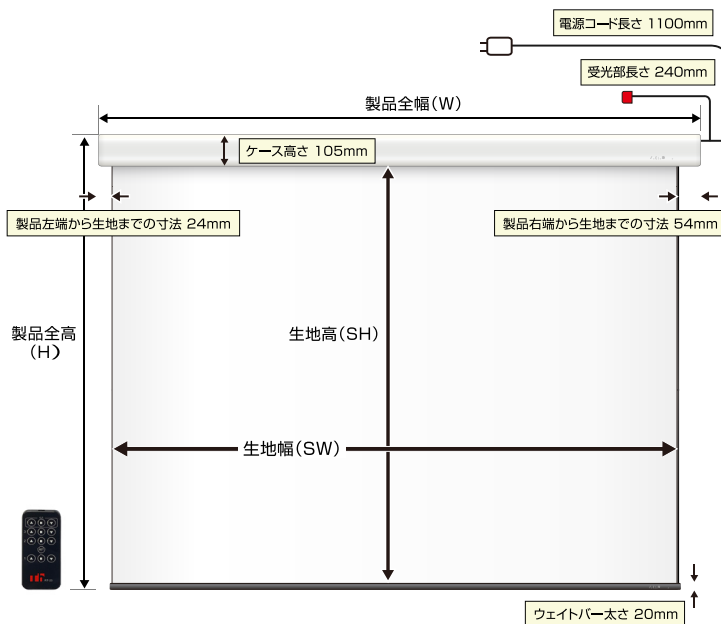 電源コード長さ 1100mm
受光部長さ 240mm
製品全幅(W)
ケース高さ 105mm
製品左端から生地までの寸法 24mm
製品右端から生地までの寸法 54mm
製品全高
(H)
生地高(SH)
生地幅(SW)
ウェイトバー太さ 20mm